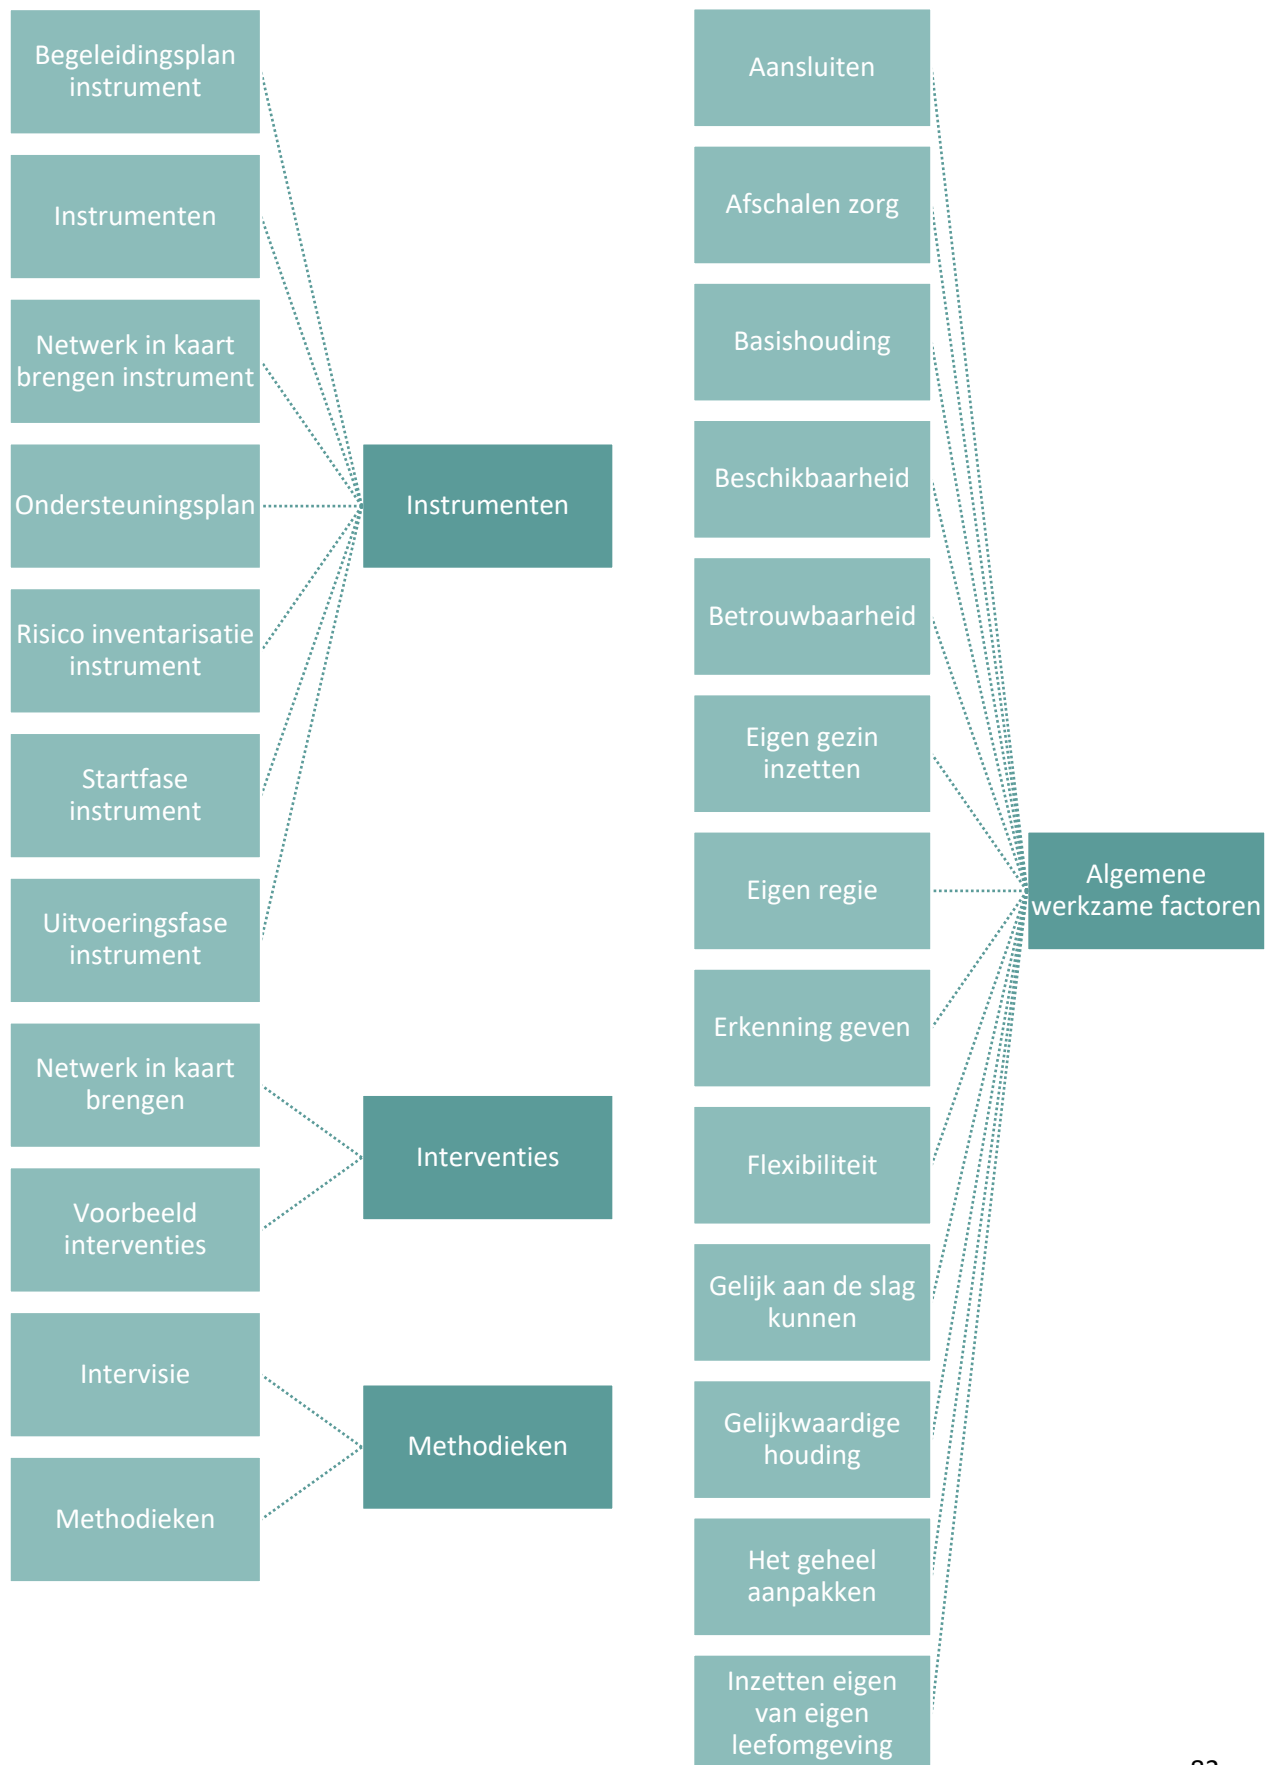 Begeleidingsplan
instrument
Instrumenten
Netwerk in kaart
brengen instrument
Ondersteuningsplan
Risico inventarisatie
instrument
Startfase
instrument
Uitvoeringsfase
instrument
Instrumenten
Netwerk in kaart
brengen
Voorbeeld
interventies
Interventies
Intervisie
Methodieken
Methodieken
Aansluiten
Afschalen zorg
Basishouding
Beschikbaarheid
Betrouwbaarheid
Eigen gezin
inzetten
Eigen regie
Erkenning geven
Flexibiliteit
Gelijk aan de slag
kunnen
Gelijkwaardige
houding
Het geheel
aanpakken
Inzetten eigen
van eigen
leefomgeving
Algemene
werkzame factoren